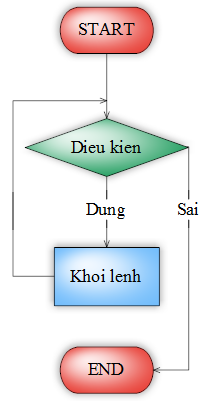 START
Dieu kien
Dung
Sai
Khoi lenh
END